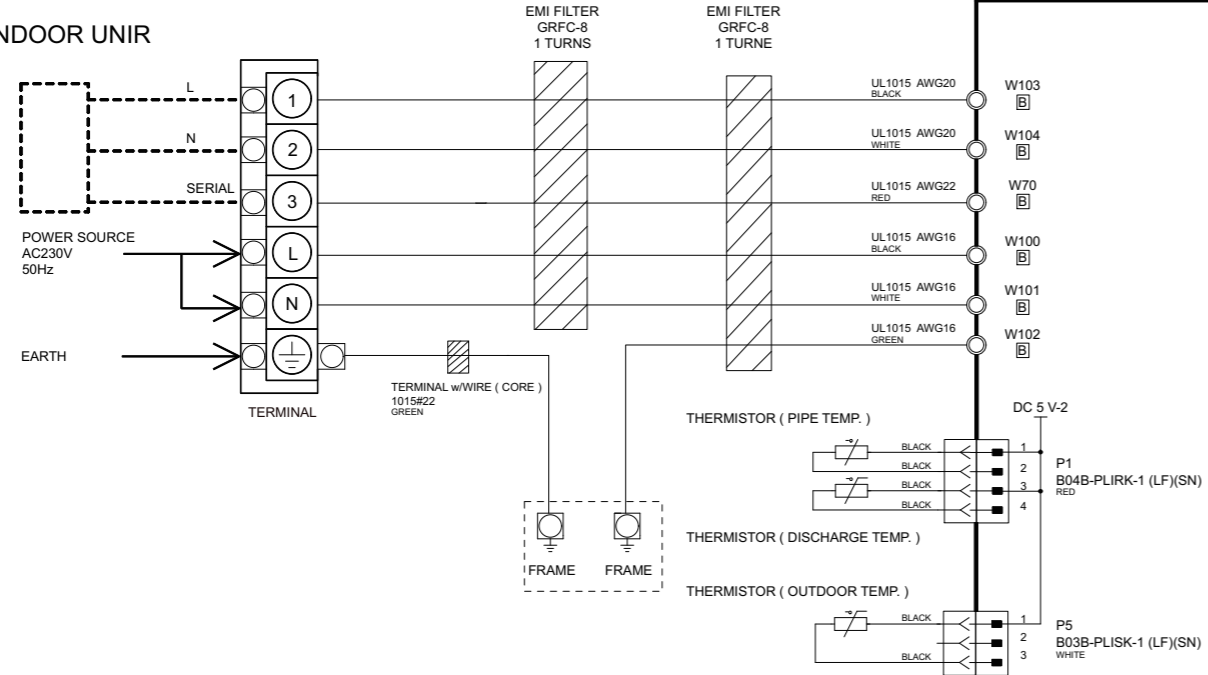 NDOOR UNIR
EMI FILTER
GRFC-8
1 TURNS
EMI FILTER
GRFC-8
1 TURNE
L
1
UL1015 AWG20
BLACK
W103
B
N
2
UL1015 AWG20
WHITE
W104
B
SERIAL
3
UL1015 AWG22
RED
W70
B
POWER SOURCE
AC230V
50Hz
L
UL1015 AWG16
BLACK
W100
B
N
UL1015 AWG16
WHITE
W101
B
EARTH
UL1015 AWG16
GREEN
W102
B
TERMINAL
TERMINAL w/WIRE ( CORE )
1015#22
GREEN
FRAME
FRAME
DC 5 V-2
THERMISTOR ( PIPE TEMP. )
BLACK
1
BLACK
2
BLACK
3
BLACK
4
P1
B04B-PLIRK-1 (LF)(SN)
RED
THERMISTOR ( DISCHARGE TEMP. )
THERMISTOR ( OUTDOOR TEMP. )
BLACK
1
2
BLACK
3
P5
B03B-PLISK-1 (LF)(SN)
WHITE